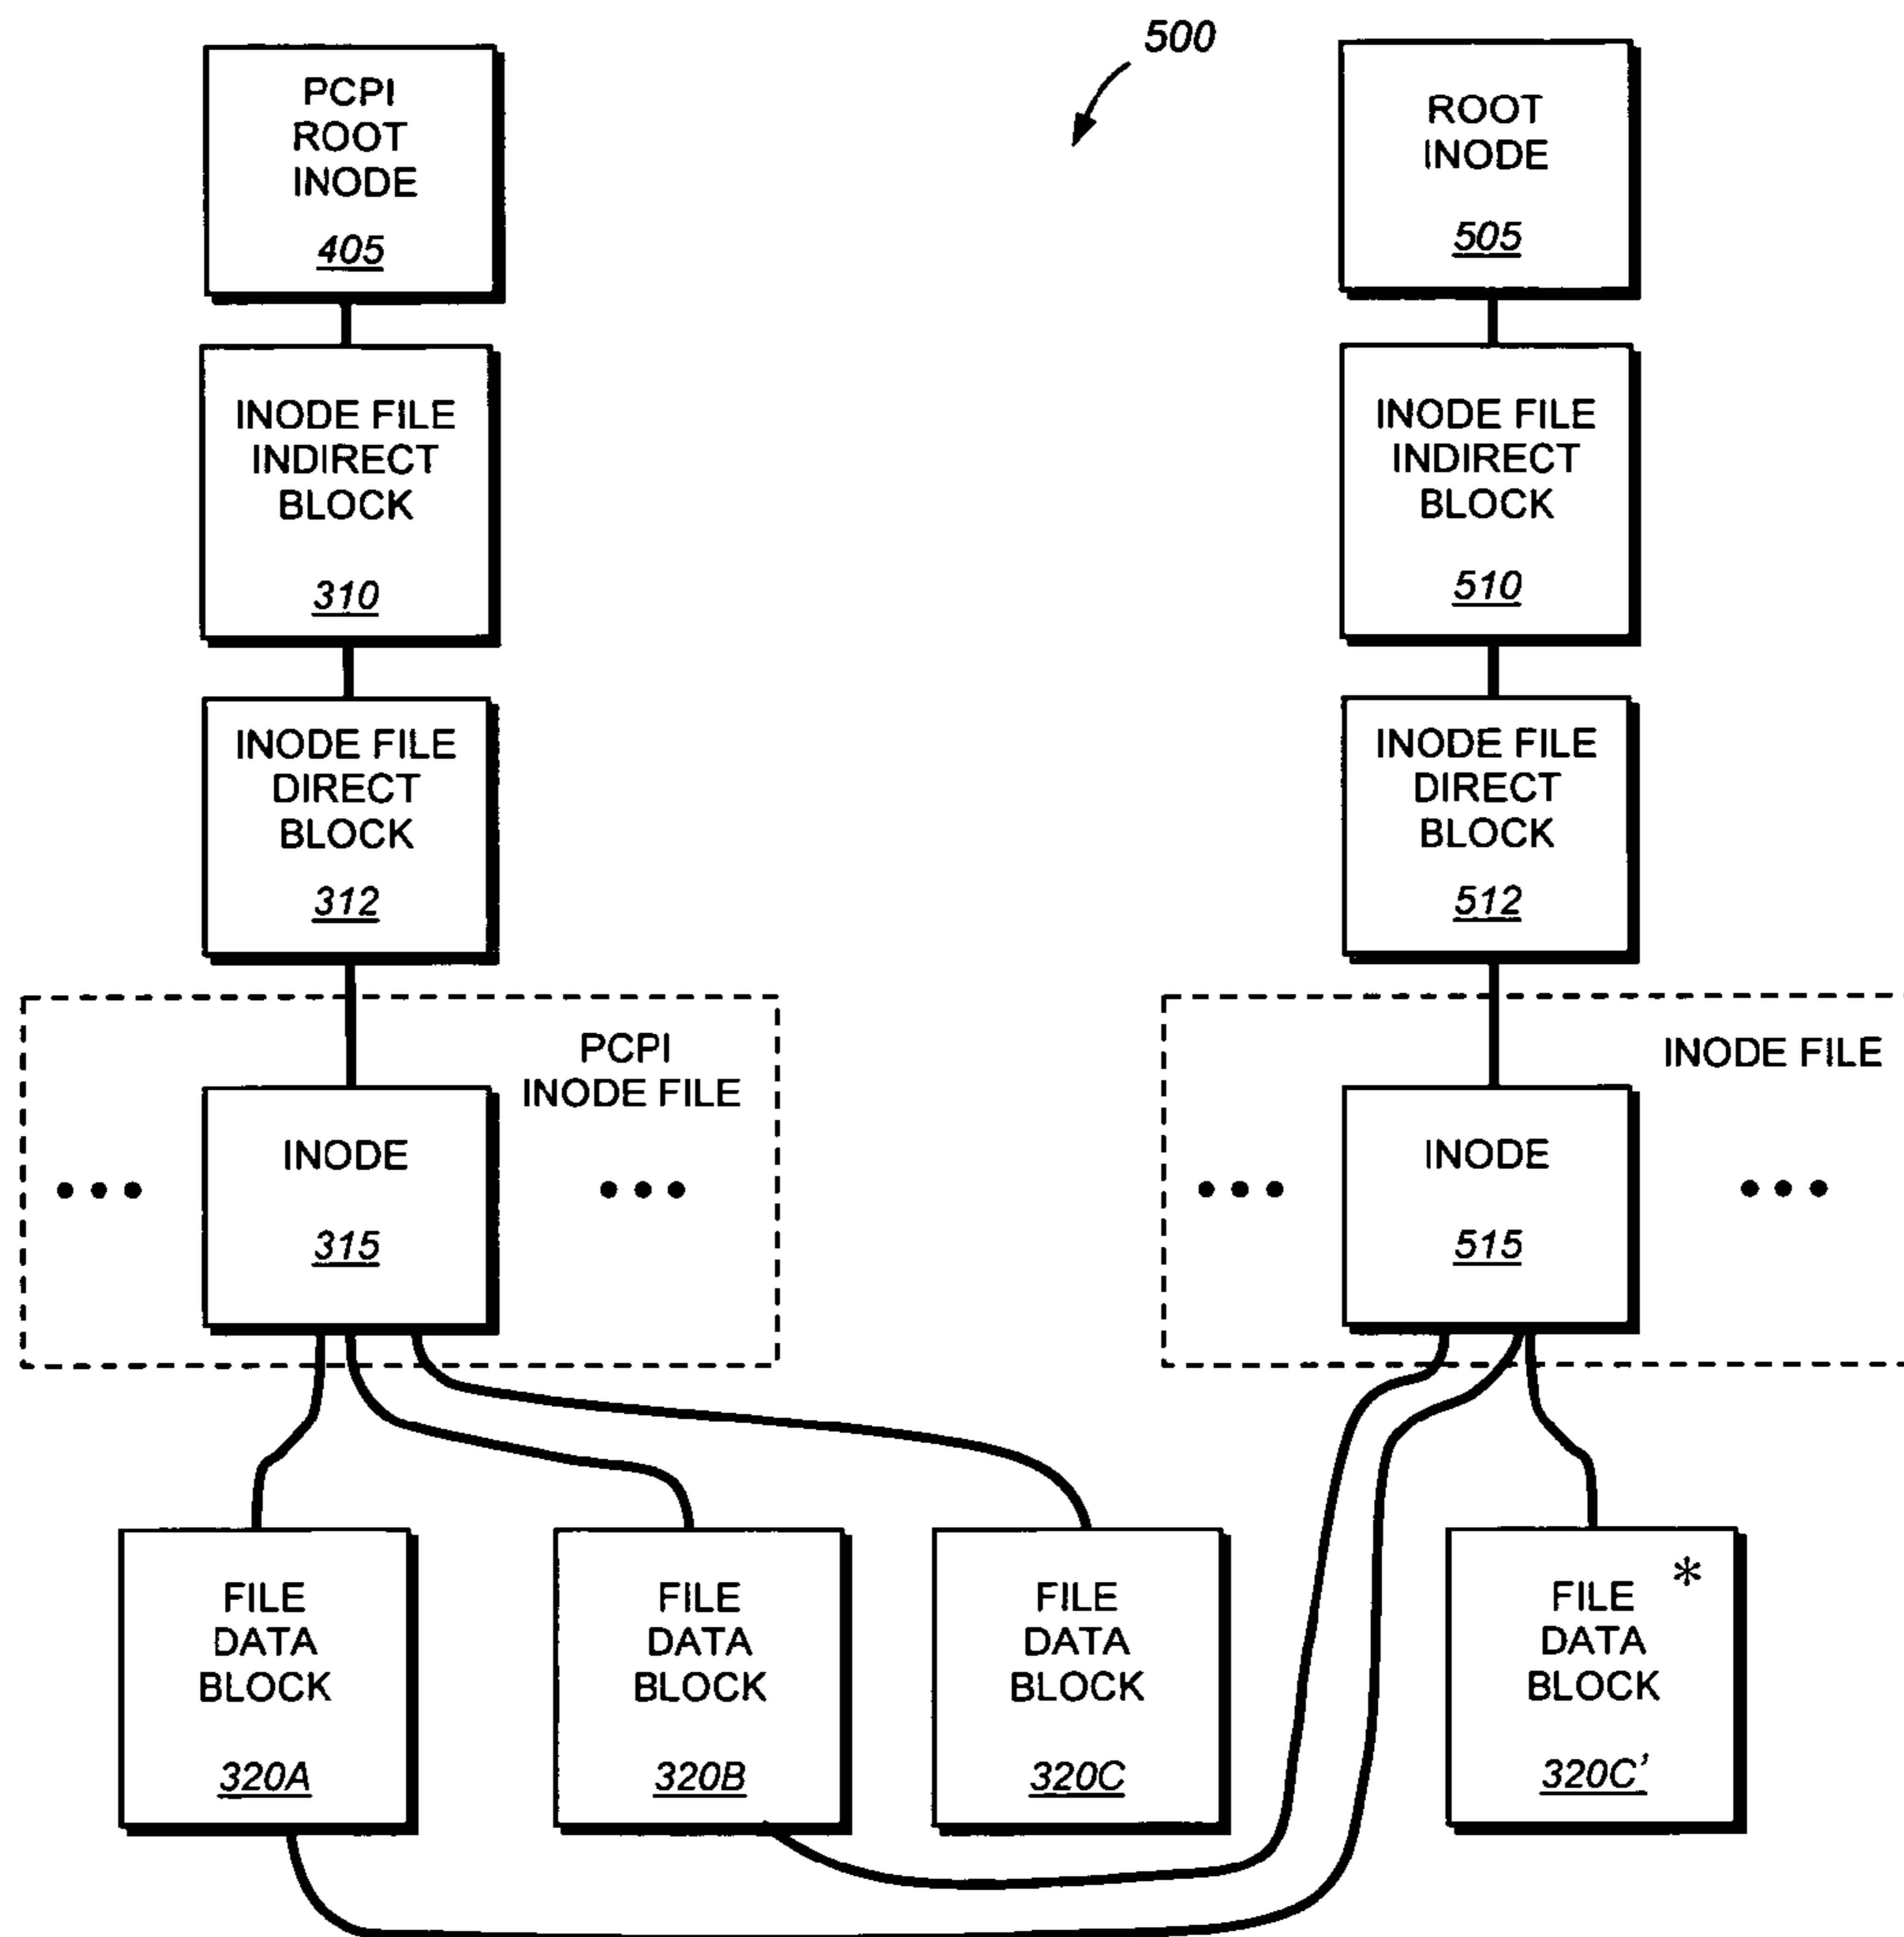 500
PCPI
ROOT
INODE
405
ROOT
INODE
505
INODE FILE
INDIRECT
BLOCK
310
INODE FILE
INDIRECT
BLOCK
510
INODE FILE
DIRECT
BLOCK
312
INODE FILE
DIRECT
BLOCK
512
PCPI
INODE FILE
INODE
315
INODE FILE
INODE
515
FILE
DATA
BLOCK
320A
FILE
DATA
BLOCK
320B
FILE
DATA
BLOCK
320C
*
FILE
DATA
BLOCK
320C'